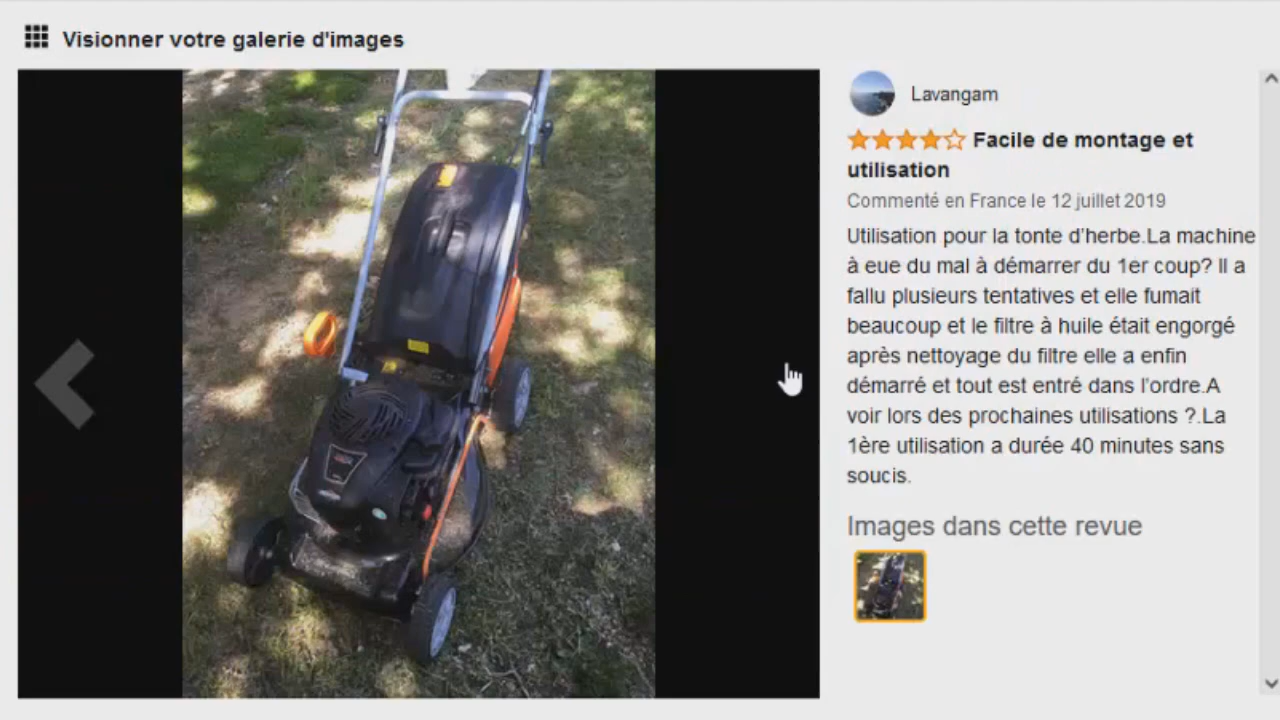 Visionner votre galerie d'images
Lavangam
Facile de montage et
utilisation
Commenté en France le 12 juillet 2019
Utilisation pour la tonte d'herbe.La machine
à eue du mal à démarrer du 1er coup? Il a
fallu plusieurs tentatives et elle fumait
beaucoup et le filtre à huile était engorgé
après nettoyage du filtre elle a enfin
démarré et tout est entré dans l'ordre.A
voir lors des prochaines utilisations ?.La
1ère utilisation a durée 40 minutes sans
soucis.
Images dans cette revue